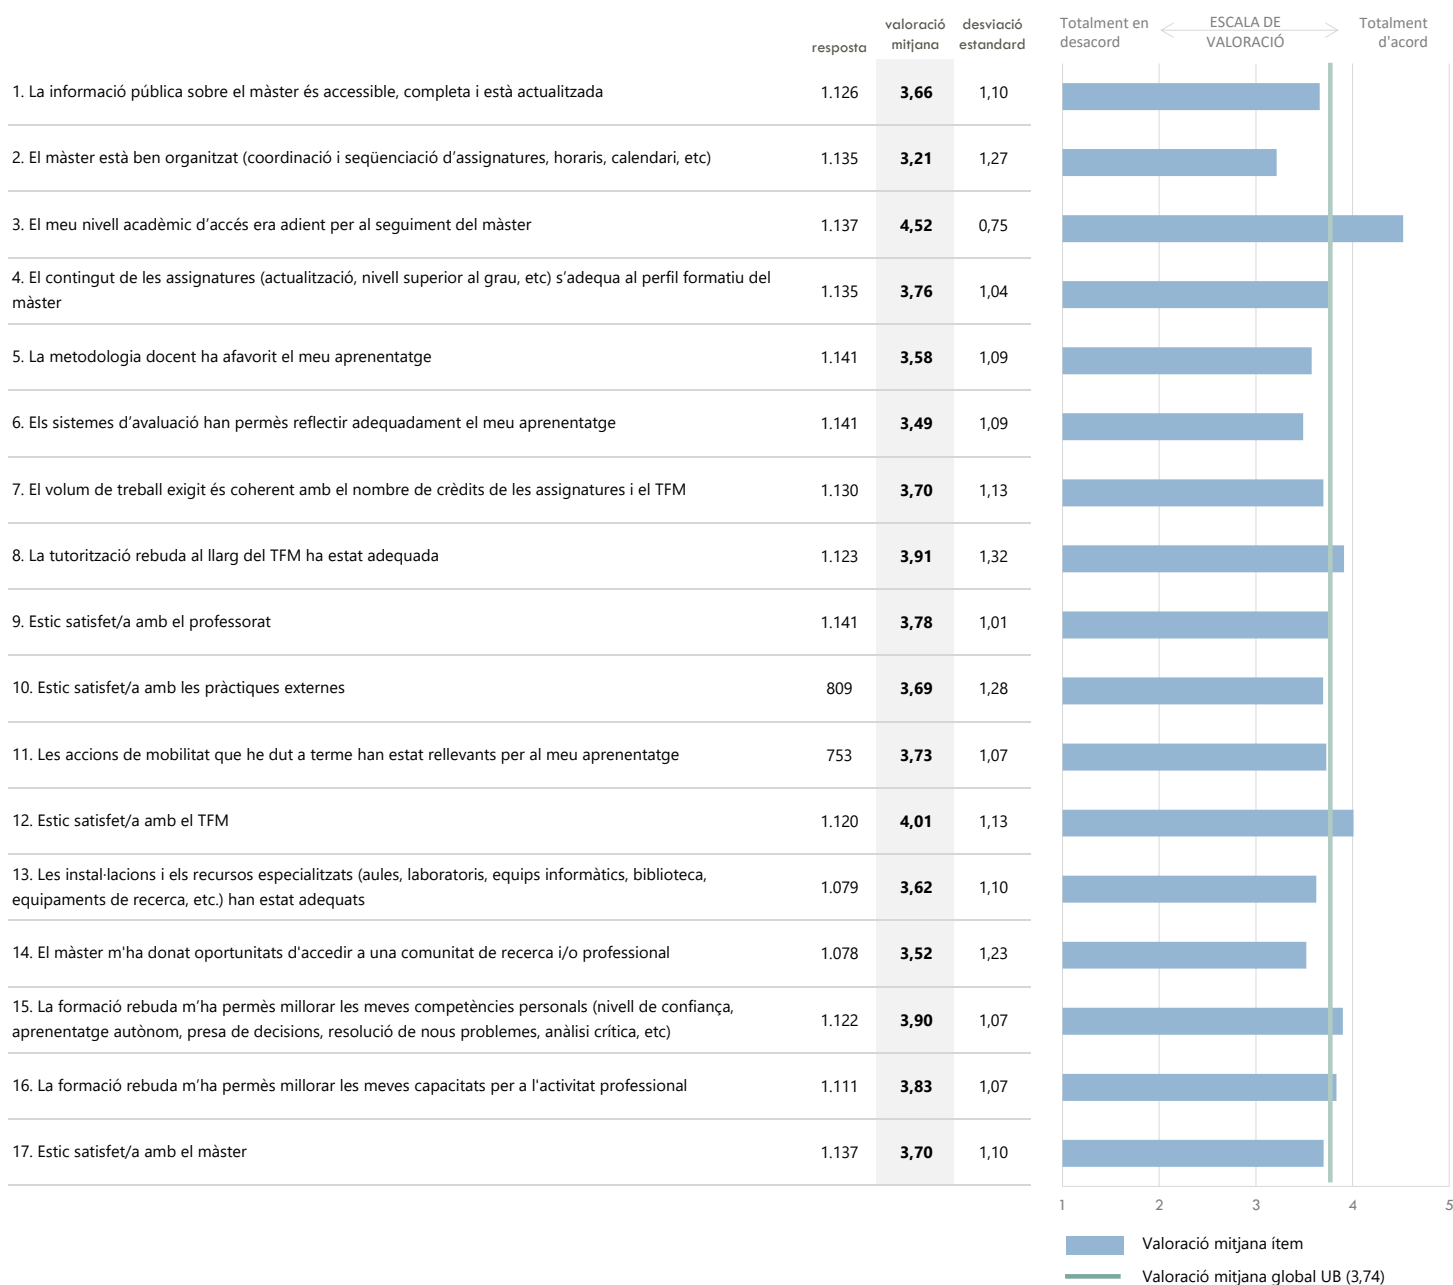 resposta valoració mitjana desviació estandard
Totalment en desacord ESCALA DE VALORACIÓ Totalment d'acord
1. La informació pública sobre el màster és accessible, completa i està actualitzada 1.126 3,66 1,10
2. El màster està ben organitzat (coordinació i seqüenciació d’assignatures, horaris, calendari, etc) 1.135 3,21 1,27
3. El meu nivell acadèmic d’accés era adient per al seguiment del màster 1.137 4,52 0,75
4. El contingut de les assignatures (actualització, nivell superior al grau, etc) s’adequa al perfil formatiu del
màster 1.135 3,76 1,04
5. La metodologia docent ha afavorit el meu aprenentatge 1.141 3,58 1,09
6. Els sistemes d’avaluació han permès reflectir adequadament el meu aprenentatge 1.141 3,49 1,09
7. El volum de treball exigit és coherent amb el nombre de crèdits de les assignatures i el TFM 1.130 3,70 1,13
8. La tutorització rebuda al llarg del TFM ha estat adequada 1.123 3,91 1,32
9. Estic satisfet/a amb el professorat 1.141 3,78 1,01
10. Estic satisfet/a amb les pràctiques externes 809 3,69 1,28
11. Les accions de mobilitat que he dut a terme han estat rellevants per al meu aprenentatge 753 3,73 1,07
12. Estic satisfet/a amb el TFM 1.120 4,01 1,13
13. Les instal·lacions i els recursos especialitzats (aules, laboratoris, equips informàtics, biblioteca,
equipaments de recerca, etc.) han estat adequats 1.079 3,62 1,10
14. El màster m'ha donat oportunitats d'accedir a una comunitat de recerca i/o professional 1.078 3,52 1,23
15. La formació rebuda m’ha permès millorar les meves competències personals (nivell de confiança,
aprenentatge autònom, presa de decisions, resolució de nous problemes, anàlisi crítica, etc) 1.122 3,90 1,07
16. La formació rebuda m’ha permès millorar les meves capacitats per a l'activitat professional 1.111 3,83 1,07
17. Estic satisfet/a amb el màster 1.137 3,70 1,10
1 2 3 4 5
Valoració mitjana ítem
Valoració mitjana global UB (3,74)